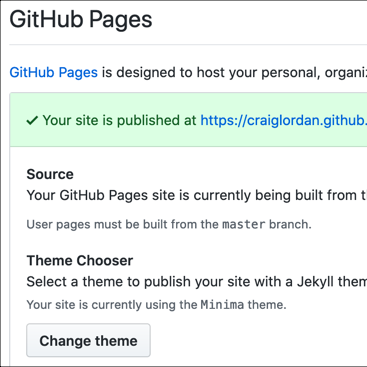 GitHub Pages
GitHub Pages is designed to host your personal, organi
✓ Your site is published at https://craiglordan.github.
Source
Your GitHub Pages site is currently being built from t
User pages must be built from the master branch.
Theme Chooser
Select a theme to publish your site with a Jekyll them
Your site is currently using the Minima theme.
Change theme